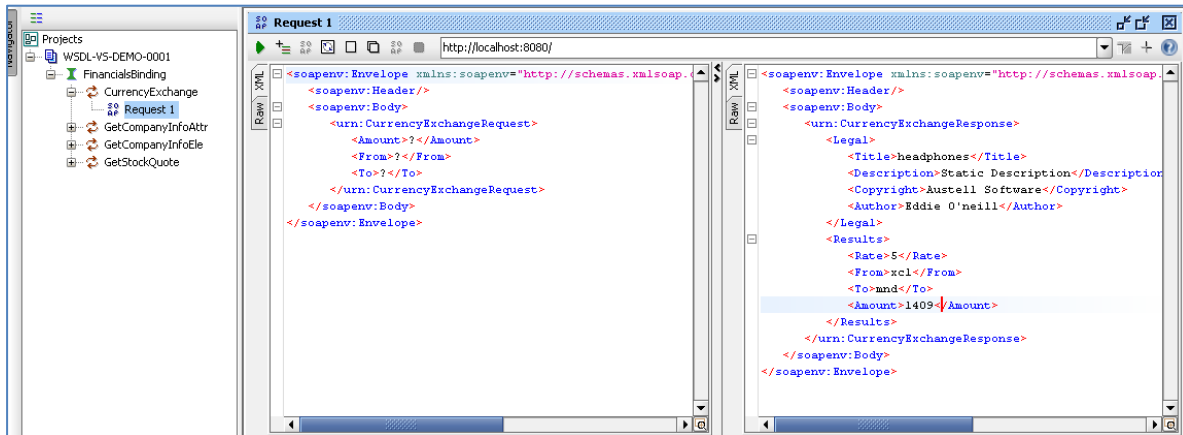 Navigator
Projects
WSDL-VS-DEMO-0001
FinancialsBinding
CurrencyExchange
Request 1
GetCompanyInfoAttr
GetCompanyInfoEle
GetStockQuote
Request 1
http://localhost:8080/
XML
Raw
<soapenv:Envelope xmlns:soapenv="http://schemas.xmlsoap.
<soapenv:Header/>
<soapenv:Body>
<urn:CurrencyExchangeRequest>
<Amount>?</Amount>
<From>?</From>
<To>?</To>
</urn:CurrencyExchangeRequest>
</soapenv:Body>
</soapenv:Envelope>
XML
Raw
<soapenv:Envelope xmlns:soapenv="http://schemas.xmlsoap.
<soapenv:Header/>
<soapenv:Body>
<urn:CurrencyExchangeResponse>
<Legal>
<Title>headphones</Title>
<Description>Static Description</Description
<Copyright>Austell Software</Copyright>
<Author>Eddie O'neill</Author>
</Legal>
<Results>
<Rate>5</Rate>
<From>xcl</From>
<To>mnd</To>
<Amount>1409</Amount>
</Results>
</urn:CurrencyExchangeResponse>
</soapenv:Body>
</soapenv:Envelope>